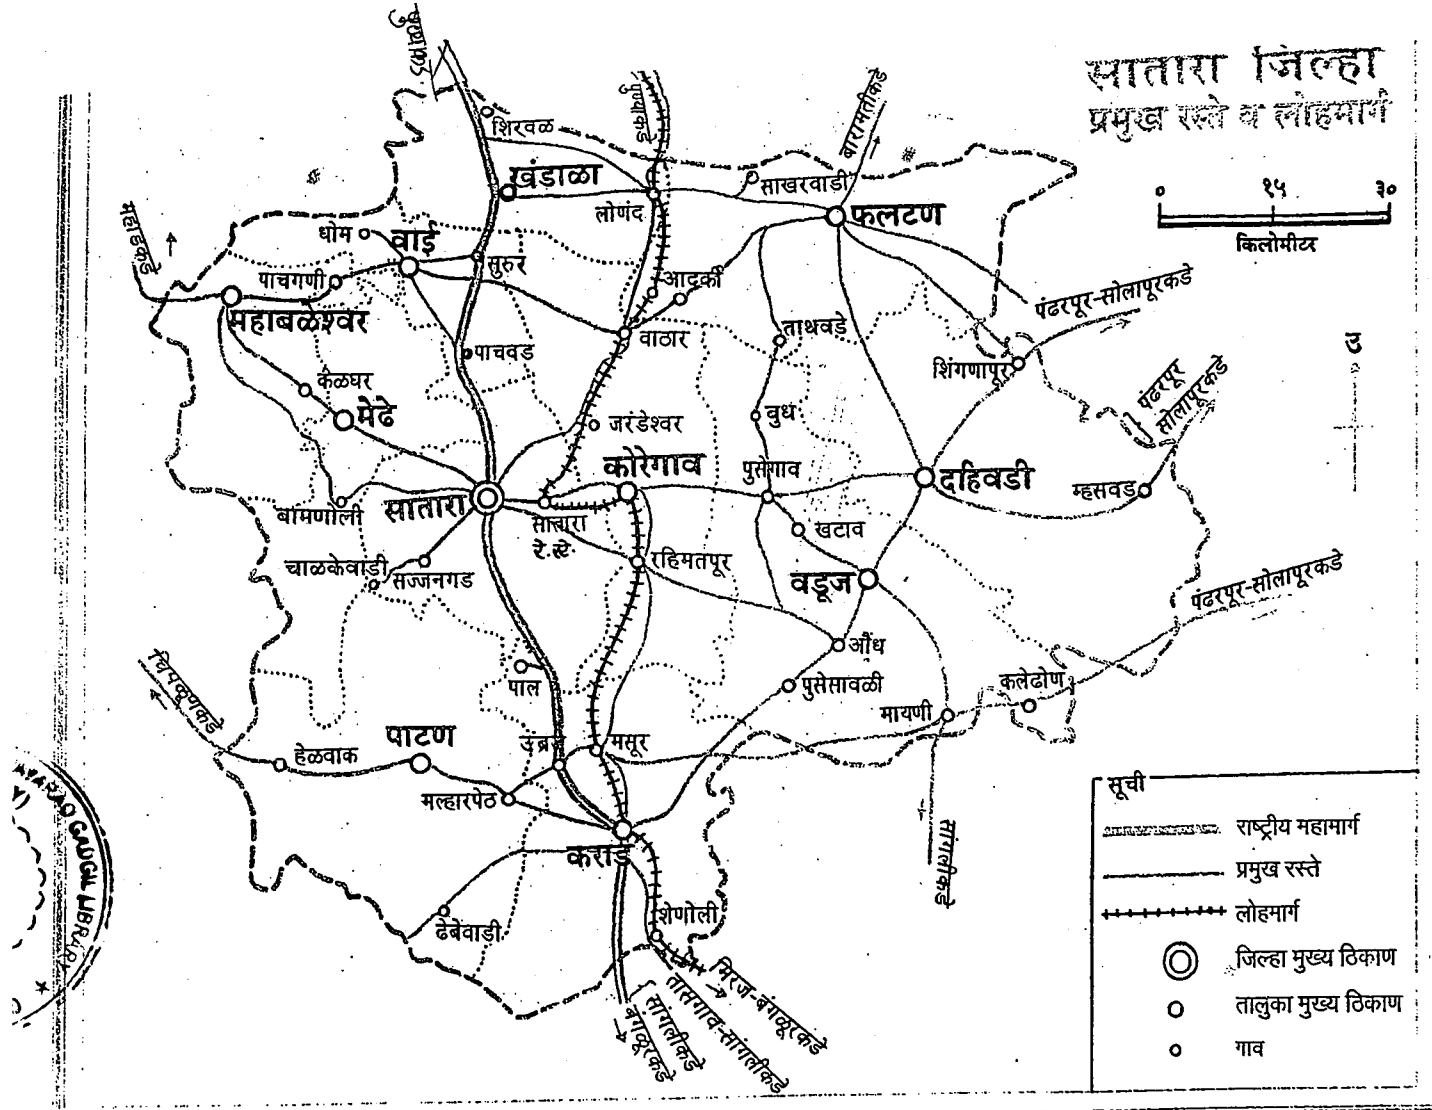 सातारा जिल्हा
प्रमुख रस्ते व लोहमार्ग
० १५ ३०
किलोमीटर
उ
पुण्याकडे
पुण्याकडे
बारामतीकडे
महाडकडे
शिरवळ
खंडाळा
लोणंद
साखरवाडी
फलटण
धोम
वाई
सुरुर
पाचगणी
महाबळेश्वर
आदर्की
वाठार
ताथवडे
पंढरपूर-सोलापूरकडे
शिंगणापूर
पंढरपूर
सोलापूरकडे
पाचवड
केळघर
मेढे
जरंडेश्वर
बुध
कोरेगाव
पुसेगाव
दहिवडी
म्हसवड
सातारा
बामणोली
सातारा
रे.स्टे.
खटाव
रहिमतपूर
वडूज
चाळकेवाडी
सज्जनगड
पंढरपूर-सोलापूरकडे
औंध
पाल
पुसेसावळी
कलेढोण
मायणी
चिपळूणकडे
पाटण
हेळवाक
उंब्रज
मसूर
मल्हारपेठ
कराड
सांगलीकडे
ढेबेवाडी
शेणोली
मिरज-बंगळूरकडे
तासगाव-सांगलीकडे
सांगलीकडे
बंगळूरकडे
सूची
राष्ट्रीय महामार्ग
प्रमुख रस्ते
लोहमार्ग
जिल्हा मुख्य ठिकाण
तालुका मुख्य ठिकाण
गाव
GADGIL LIBRARY